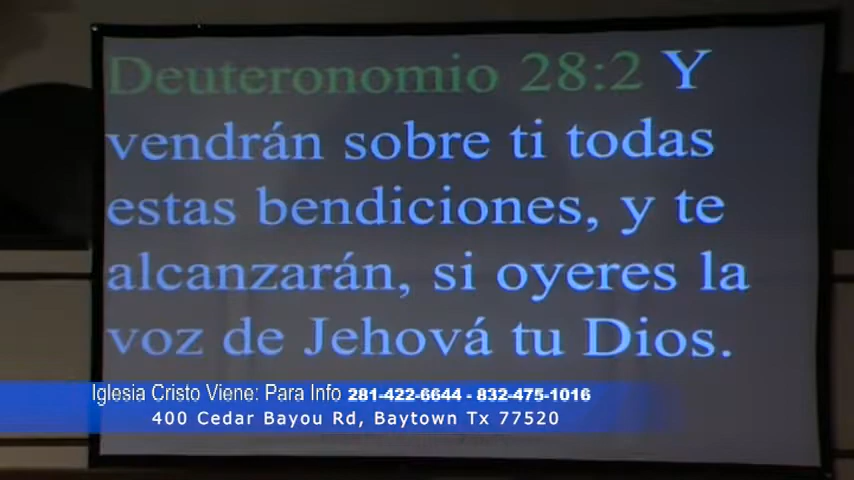 Deuteronomio 28:2 Y
vendrán sobre ti todas
estas bendiciones, y te
alcanzarán, si oyeres la
voz de Jehová tu Dios.
Iglesia Cristo Viene: Para Info 281-422-6644 - 832-475-1016
400 Cedar Bayou Rd, Baytown Tx 77520